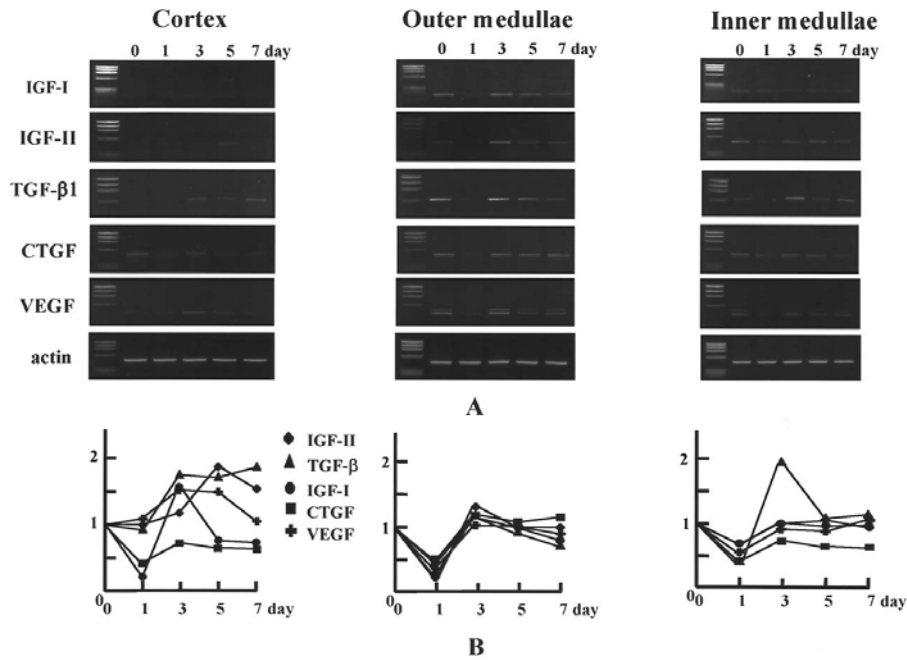 Cortex Outer medullae Inner medullae
0 1 3 5 7 day 0 1 3 5 7 day 0 1 3 5 7 day
IGF-I
IGF-II
TGF-β1
CTGF
VEGF
actin
A
2 2 2
1 1 1
0 0 0
IGF-II
TGF-β
IGF-I
CTGF
VEGF
0 1 3 5 7 day 0 1 3 5 7 day 0 1 3 5 7 day
B